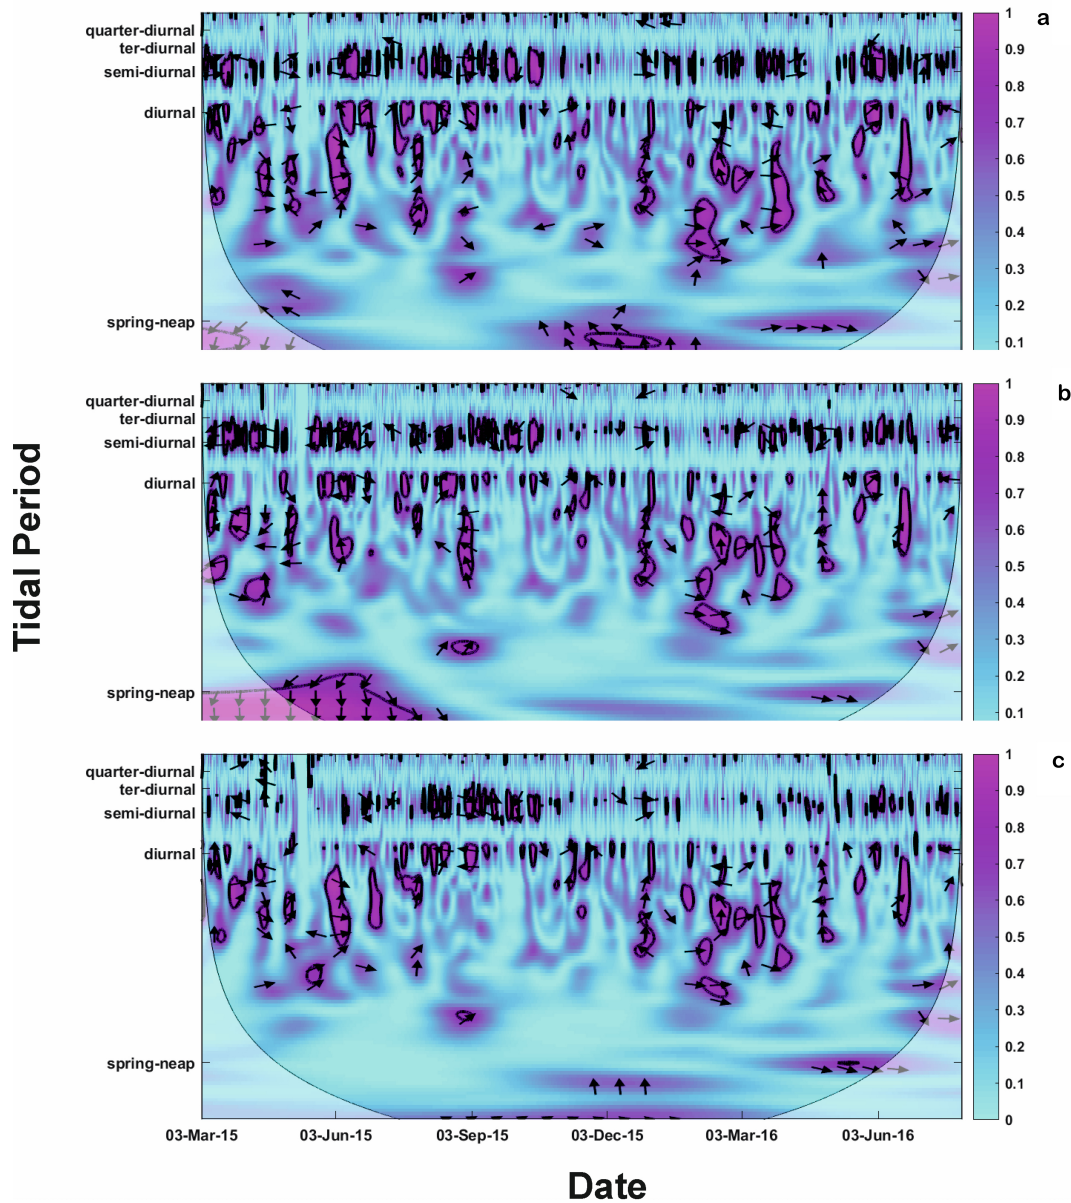 a
quarter-diurnal
ter-diurnal
semi-diurnal
diurnal
spring-neap
1
0.9
0.8
0.7
0.6
0.5
0.4
0.3
0.2
0.1
b
quarter-diurnal
ter-diurnal
semi-diurnal
diurnal
spring-neap
1
0.9
0.8
0.7
0.6
0.5
0.4
0.3
0.2
0.1
Tidal Period
c
quarter-diurnal
ter-diurnal
semi-diurnal
diurnal
spring-neap
1
0.9
0.8
0.7
0.6
0.5
0.4
0.3
0.2
0.1
0
03-Mar-15 03-Jun-15 03-Sep-15 03-Dec-15 03-Mar-16 03-Jun-16
Date